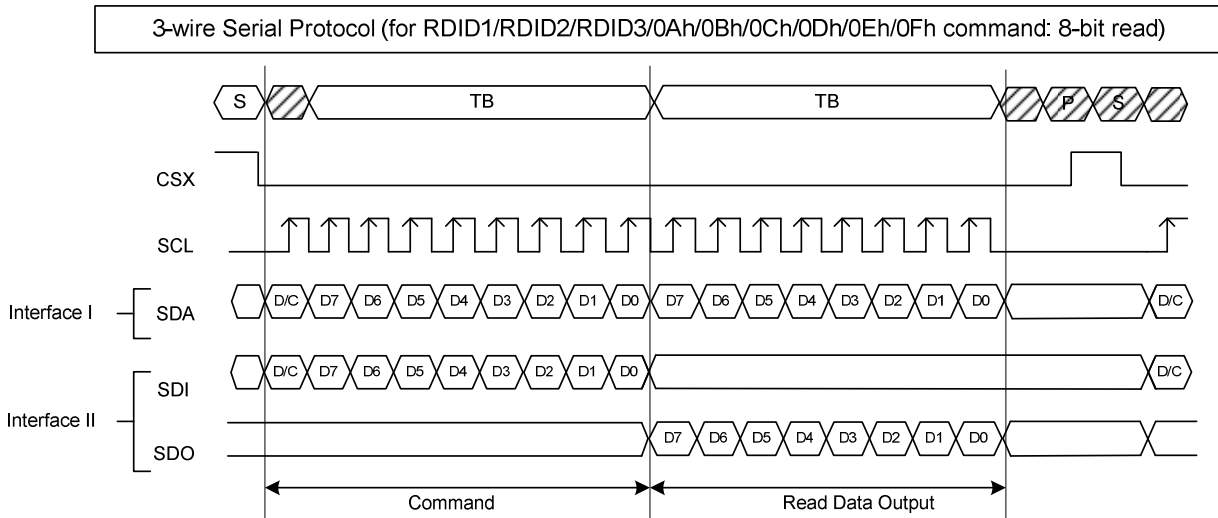 3-wire Serial Protocol (for RDID1/RDID2/RDID3/0Ah/0Bh/0Ch/0Dh/0Eh/0Fh command: 8-bit read)
S TB TB P S
CSX
SCL
Interface I SDA D/C D7 D6 D5 D4 D3 D2 D1 D0 D7 D6 D5 D4 D3 D2 D1 D0 D/C
SDI D/C D7 D6 D5 D4 D3 D2 D1 D0 D/C
Interface II
SDO D7 D6 D5 D4 D3 D2 D1 D0
Command Read Data Output